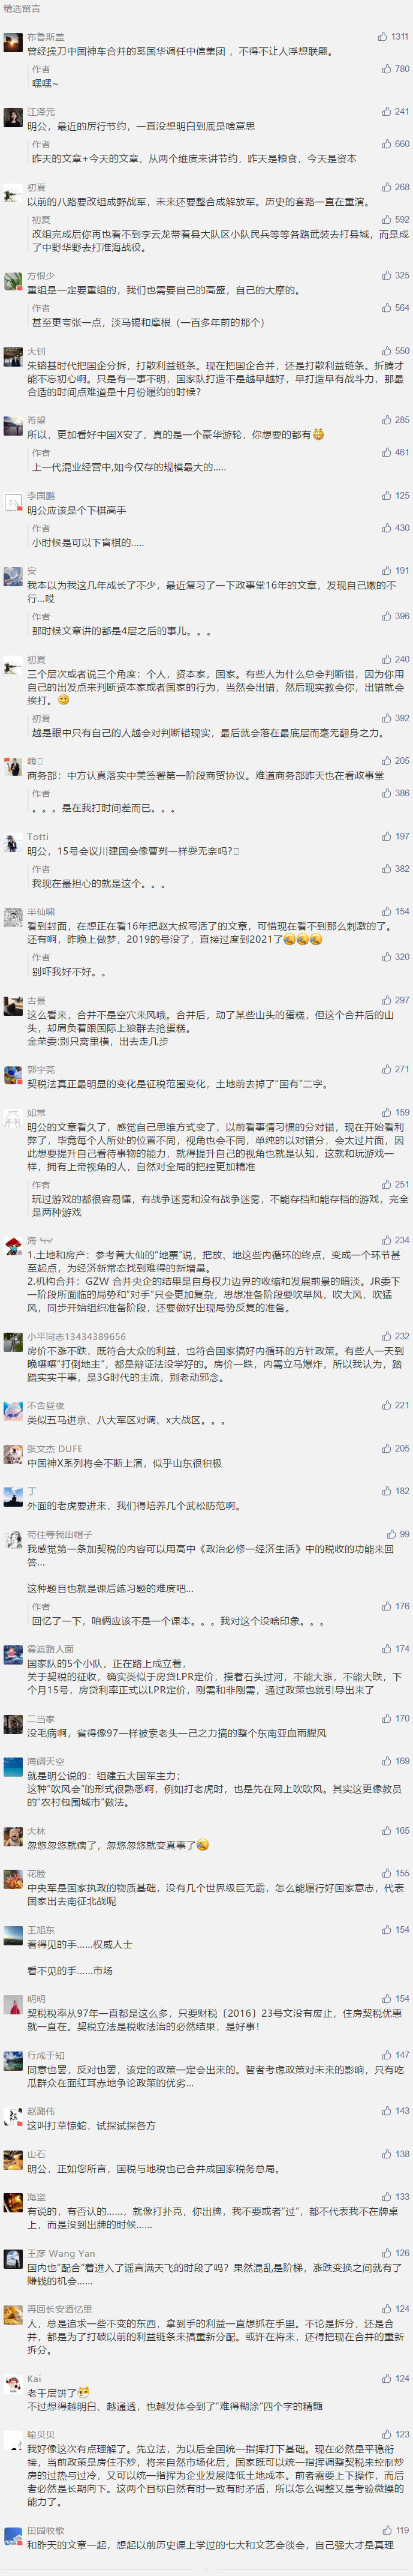 精选留言
布鲁斯盖
1311
曾经操刀中国神车合并的奚国华调任中信集团，不得不让人浮想联翩。
作者
780
嘿嘿~
江泽元
241
明公，最近的厉行节约，一直没想明白到底是啥意思
作者
660
昨天的文章+今天的文章，从两个维度来讲节约，昨天是粮食，今天是资本
初夏
268
以前的八路要改组成野战军，未来还要整合成解放军。历史的套路一直在重演。
初夏
592
改组完成后你再也看不到李云龙带着县大队区小队民兵等等各路武装去打县城，而是成
了中野华野去打淮海战役。
方恨少
325
重组是一定要重组的，我们也需要自己的高盛，自己的大摩的。
作者
564
甚至更夸张一点，淡马锡和摩根（一百多年前的那个）
大钊
550
朱镕基时代把国企分拆，打散利益链条。现在把国企合并，还是打散利益链条。折腾才
能不忘初心啊。只是有一事不明，国家队打造不是越早越好，早打造早有战斗力，那最
合适的时间点难道是十月份履约的时候？
希望
285
所以，更加看好中国X安了，真的是一个豪华游轮，你想要的都有
作者
461
上一代混业经营中,如今仅存的规模最大的.....
李国鹏
125
明公应该是个下棋高手
作者
430
小时候是可以下盲棋的.....
安
191
我本以为我这几年成长了不少，最近复习了一下政事堂16年的文章，发现自己嫩的不
行...哎
作者
396
那时候文章讲的都是4层之后的事儿。。。
初夏
240
三个层次或者说三个角度：个人，资本家，国家。有些人为什么总会判断错，因为你用
自己的出发点来判断资本家或者国家的行为，当然会出错，然后现实教会你，出错就会
挨打。
初夏
392
越是眼中只有自己的人越会对判断错现实，最后就会落在最底层而毫无翻身之力。
嗨
205
商务部：中方认真落实中美签署第一阶段商贸协议。难道商务部昨天也在看政事堂
作者
386
。。。是在我打时间差而已。。。
Totti
197
明公，15号会议川建国会像曹刿一样耍无奈吗？
作者
382
我现在最担心的就是这个。。。
半仙啸
154
看到封面，在想正在看16年把赵大叔写活了的文章，可惜现在看不到那么刺激的了。
还有啊，昨晚上做梦，2019的号没了，直接过度到2021了
作者
320
别吓我好不好。。
古景
297
这么看来，合并不是空穴来风哦。合并后，动了某些山头的蛋糕，但这个合并后的山
头，却肩负着跟国际上狼群去抢蛋糕。
金荣委:别只窝里横，出去走几步
郭宇亮
271
契税法真正最明显的变化是征税范围变化，土地前去掉了“国有”二字。
如常
159
明公的文章看久了，感觉自己思维方式变了，以前看事情习惯的分对错，现在开始看利
弊了，毕竟每个人所处的位置不同，视角也会不同，单纯的以对错分，会太过片面，因
此想要提升自己看待事物的能力，就得提升自己的视角也就是认知，这就和玩游戏一
样，拥有上帝视角的人，自然对全局的把控更加精准
作者
251
玩过游戏的都很容易懂，有战争迷雾和没有战争迷雾，不能存档和能存档的游戏，完全
是两种游戏
海
234
1.土地和房产：参考黄大仙的“地票”说，把放、地这些内循环的终点，变成一个环节甚
至起点，为经济新常态找到难得的新增量。
2.机构合并：GZW 合并央企的结果是自身权力边界的收缩和发展前景的暗淡。JR委下
一阶段所面临的局势和“对手”只会更加复杂，思想准备阶段要吹早风，吹大风，吹猛
风，同步开始组织准备阶段，还要做好出现局势反复的准备。
小平同志13434389656
232
房价不涨不跌，既符合大众的利益，也符合国家搞好内循环的方针政策。有些人一天到
晚嚷嚷“打倒地主”，都是辩证法没学好的。房价一跌，内需立马爆炸，所以我认为，踏
踏实实干事，是3G时代的主流，别老动邪念。
不舍昼夜
221
类似五马进京、八大军区对调、x大战区。。。
张文杰 DUFE
205
中国神X系列将会不断上演，似乎山东很积极
丁
182
外面的老虎要进来，我们得培养几个武松防范啊。
苟住等我出帽子
99
我感觉第一条加契税的内容可以用高中《政治必修一经济生活》中的税收的功能来回
答...
这种题目也就是课后练习题的难度吧...
作者
176
回忆了一下，咱俩应该不是一个课本。。。我对这个没啥印象。。。
雾遮路人面
174
国家队的5个小队，正在路上成立着，
关于契税的征收，确实类似于房贷LPR定价，摸着石头过河，不能大涨，不能大跌，下
个月15号，房贷利率正式以LPR定价，刚需和非刚需，通过政策也就引导出来了
二当家
170
没毛病啊，省得像97一样被索老头一己之力搞的整个东南亚血雨腥风
海阔天空
169
就是明公说的：组建五大国军主力；
这种“吹风会”的形式很熟悉啊，例如打老虎时，也是先在网上吹吹风。其实这更像教员
的“农村包围城市”做法。
大林
165
忽悠忽悠就瘸了，忽悠忽悠就变真事了
花脸
155
中央军是国家执政的物质基础，没有几个世界级巨无霸，怎么能履行好国家意志，代表
国家出去南征北战呢
王旭东
154
看得见的手……权威人士
看不见的手……市场
明明
154
契税税率从97年一直都是这么多，只要财税〔2016〕23号文没有废止，住房契税优惠
就一直在。契税立法是税收法治的必然结果，是好事！
行成于知
147
同意也罢，反对也罢，该定的政策一定会出来的。智者考虑政策对未来的影响，只有吃
瓜群众在面红耳赤地争论政策的优劣...
赵潞伟
143
这叫打草惊蛇，试探试探各方
山石
138
明公，正如您所言，国税与地税也已合并成国家税务总局。
海盗
133
有说的，有否认的……，就像打扑克，你出牌，我不要或者“过”，都不代表我不在牌桌
上，而是没到出牌的时候……
王彦 Wang Yan
126
国内也“配合”着进入了谣言满天飞的时段了吗？果然混乱是阶梯，涨跌变换之间就有了
赚钱的机会……
再回长安酒忆里
124
人，总是追求一些不变的东西，拿到手的利益一直想抓在手里。不论是拆分，还是合
并，都是为了打破以前的利益链条来搞重新分配。或许在将来，还得把现在合并的重新
拆分。
Kai
124
老千层饼了
不过想得越明白、越通透，也越发体会到了“难得糊涂”四个字的精髓
喻贝贝
123
我好像这次有点理解了。先立法，为以后全国统一指挥打下基础。现在必然是平稳衔
接，当前政策是房住不炒，将来自然市场化后，国家既可以统一指挥调整契税来控制炒
房的过热与过冷，又可以统一指挥为企业发展降低土地成本。前者需要上下操作，而后
者必然是长期向下。这两个目标自然有时一致有时矛盾，所以怎么调整又是考验微操的
能力了。
田园牧歌
119
和昨天的文章一起，想起以前历史课上学过的七大和文艺会谈会，自己强大才是真理